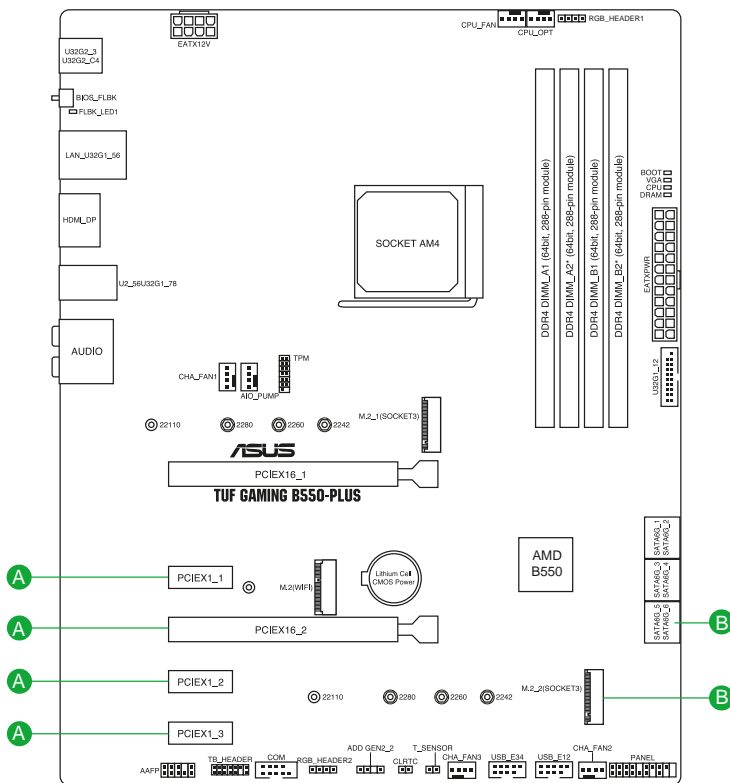 EATX12V
CPU_FAN
CPU_OPT
RGB_HEADER1
U32G2_3
U32G2_C4
BIOS_FLBK
FLBK_LED1
LAN_U32G1_56
HDMI_DP
U2_56U32G1_78
AUDIO
SOCKET AM4
DDR4 DIMM_A1 (64bit, 288-pin module)
DDR4 DIMM_A2* (64bit, 288-pin module)
DDR4 DIMM_B1 (64bit, 288-pin module)
DDR4 DIMM_B2* (64bit, 288-pin module)
BOOT
VGA
CPU
DRAM
EATXPWR
U32G1_12
CHA_FAN1
AIO_PUMP
TPM
M.2_1(SOCKET3)
22110
2280
2260
2242
ASUS
PCIEX16_1
TUF GAMING B550-PLUS
SATA6G_1
SATA6G_2
SATA6G_3
SATA6G_4
SATA6G_5
SATA6G_6
AMD
B550
A
PCIEX1_1
M.2(WIFI)
Lithium Cell
CMOS Power
A
PCIEX16_2
B
A
PCIEX1_2
22110
2280
2260
2242
M.2_2(SOCKET3)
B
A
PCIEX1_3
AAFP
TB_HEADER
COM
RGB_HEADER2
ADD GEN2_2
CLRTC
T_SENSOR
CHA_FAN3
USB_E34
USB_E12
CHA_FAN2
PANEL